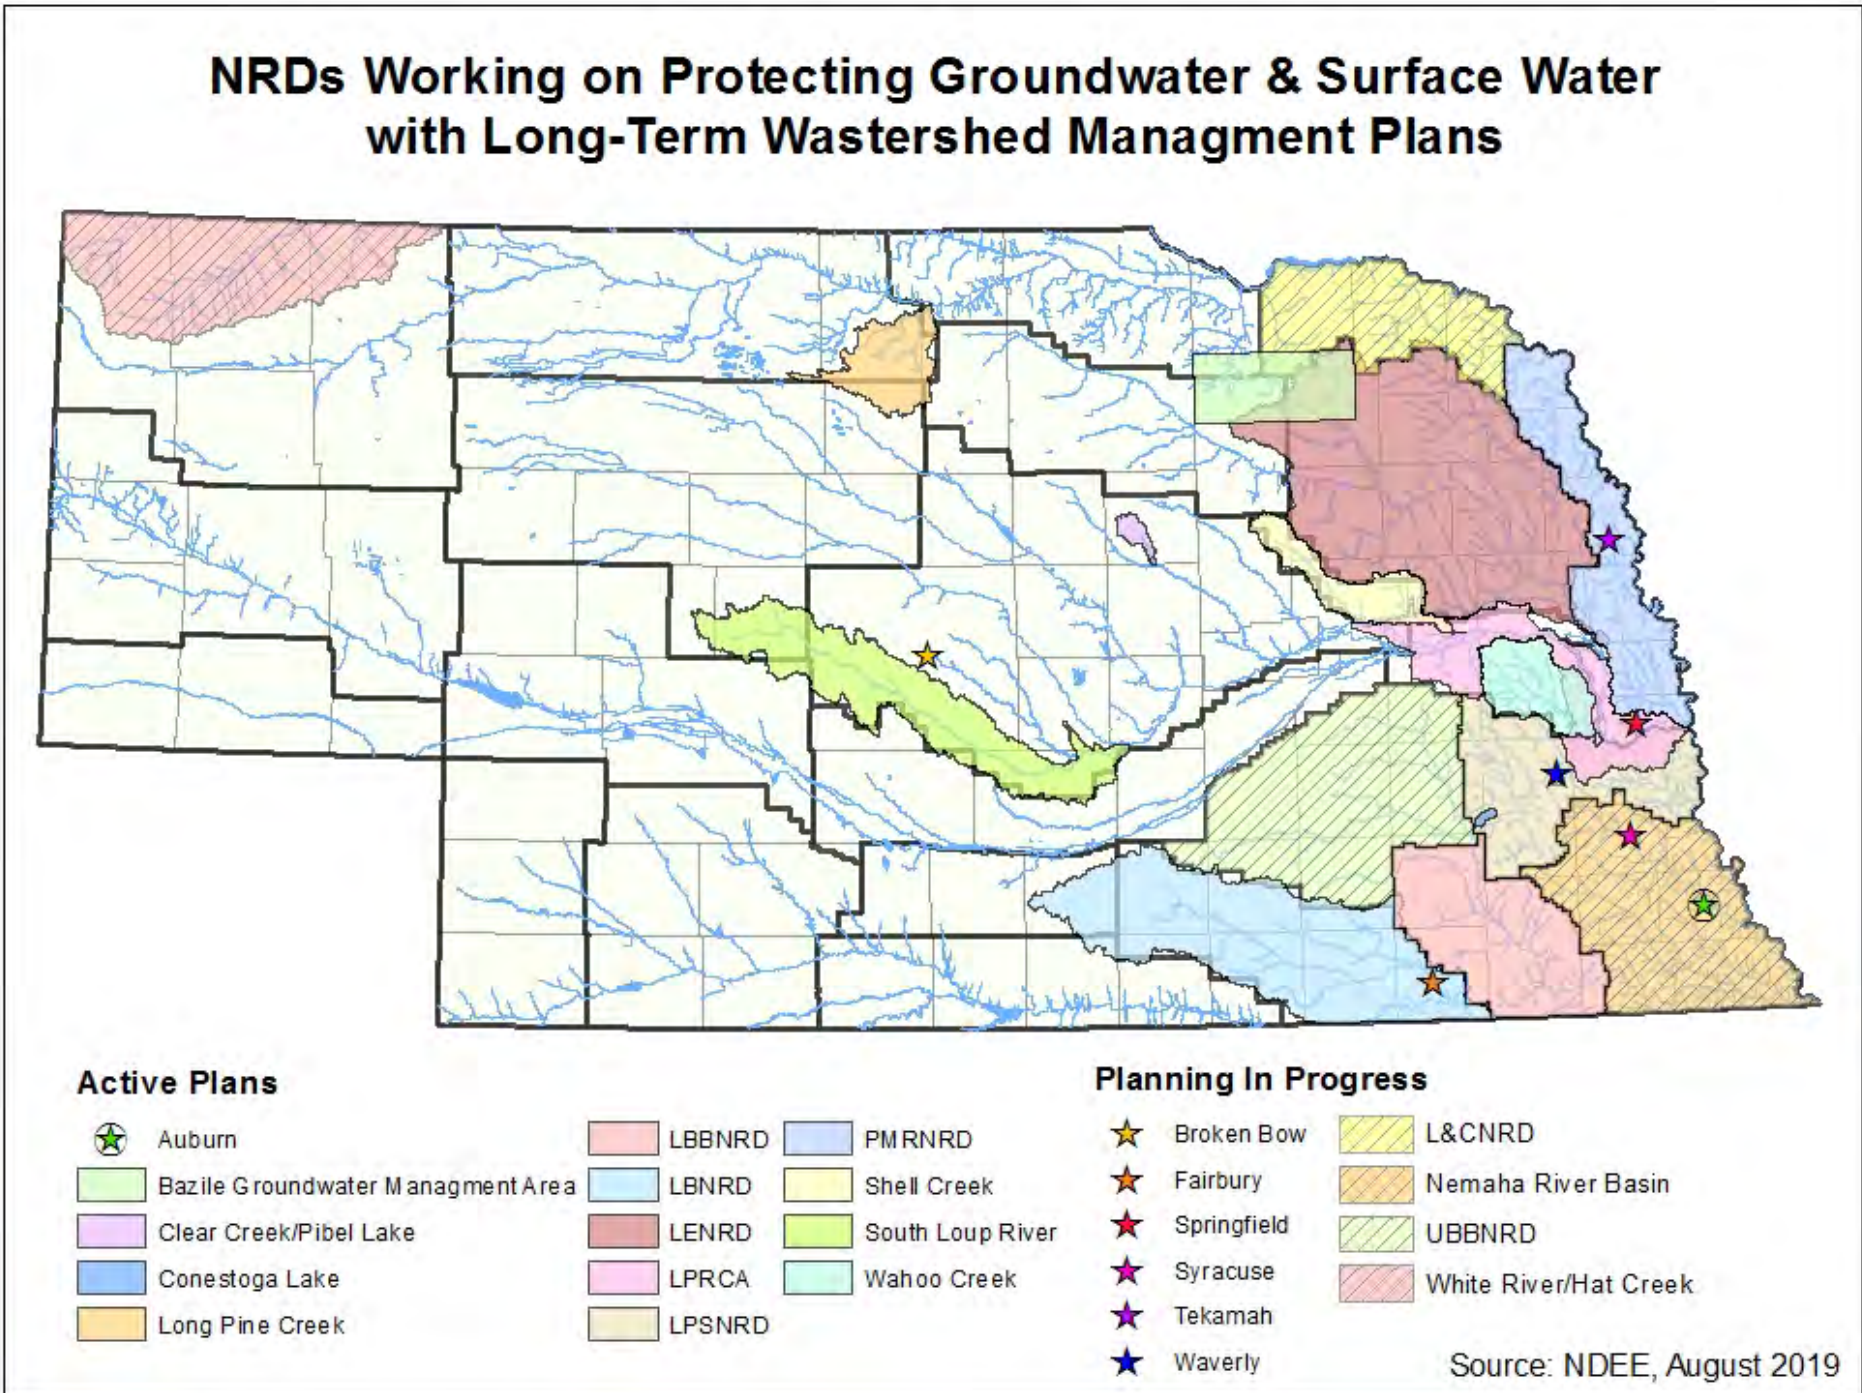 NRDs Working on Protecting Groundwater & Surface Water
with Long-Term Wastershed Managment Plans
Active Plans
Auburn
Bazile Groundwater Managment Area
Clear Creek/Pibel Lake
Conestoga Lake
Long Pine Creek
LBBNRD
LBNRD
LENRD
LPRCA
LPSNRD
PMRNRD
Shell Creek
South Loup River
Wahoo Creek
Planning In Progress
Broken Bow
Fairbury
Springfield
Syracuse
Tekamah
Waverly
L&CNRD
Nemaha River Basin
UBBNRD
White River/Hat Creek
Source: NDEE, August 2019